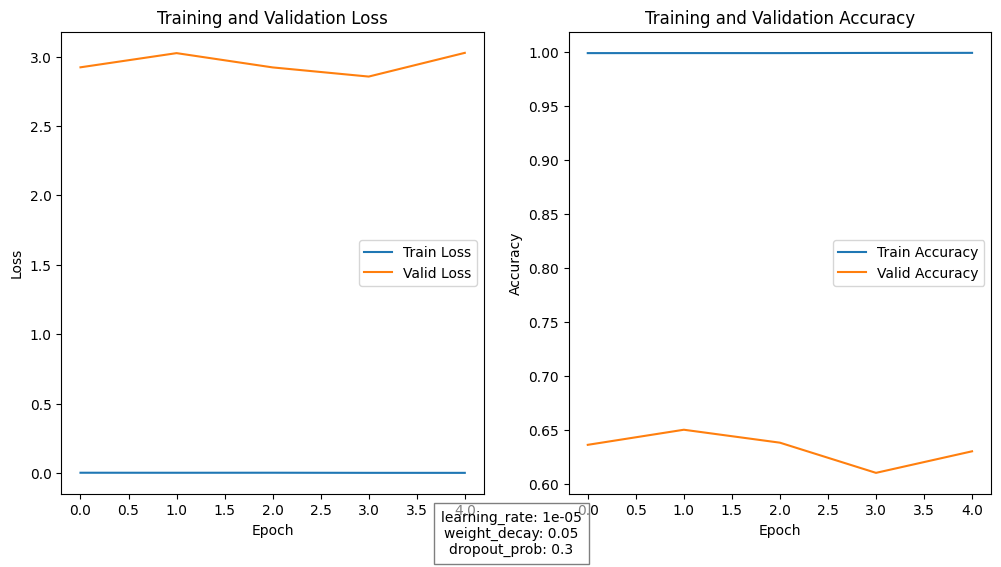 Training and Validation Loss
3.0
2.5
2.0
1.5
1.0
0.5
0.0
Loss
Train Loss
Valid Loss
0.0 0.5 1.0 1.5 2.0 2.5 3.0 3.5 4.0
Epoch
Training and Validation Accuracy
1.00
0.95
0.90
0.85
0.80
0.75
0.70
0.65
0.60
Accuracy
Train Accuracy
Valid Accuracy
0.0 0.5 1.0 1.5 2.0 2.5 3.0 3.5 4.0
Epoch
learning_rate: 1e-05
weight_decay: 0.05
dropout_prob: 0.3